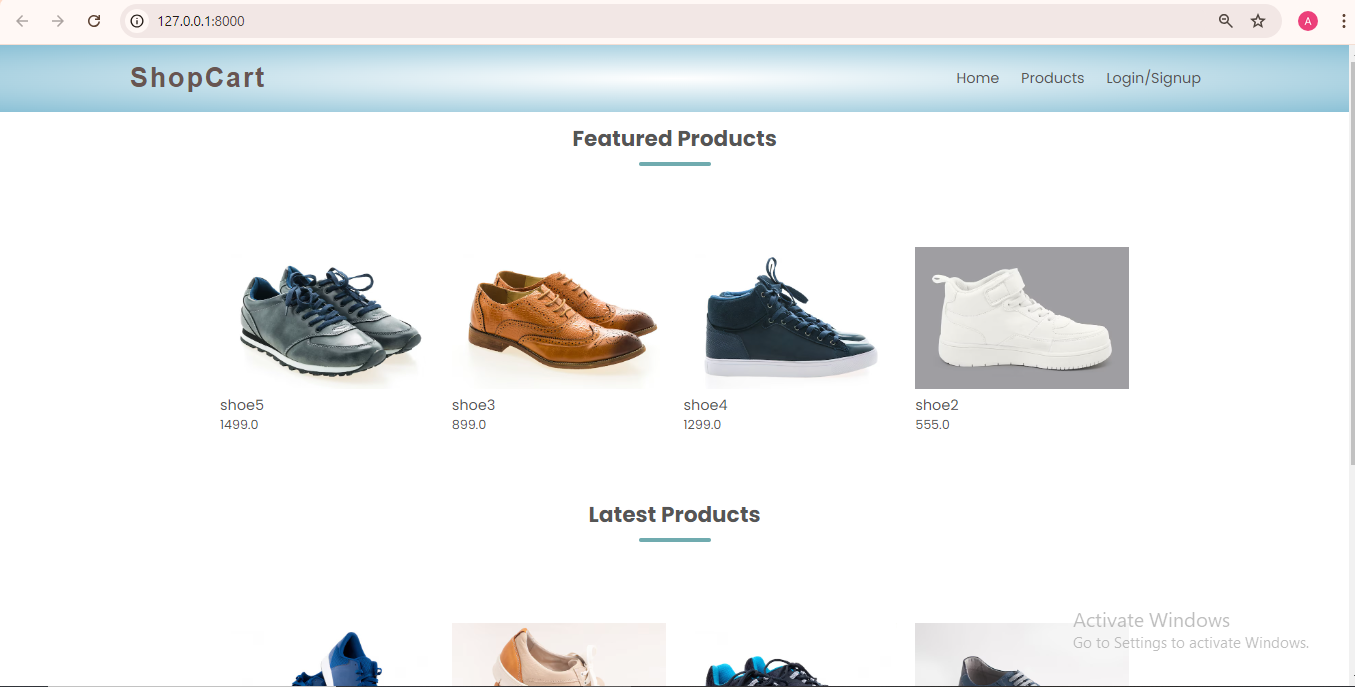 127.0.0.1:8000
A
ShopCart
Home Products Login/Signup
Featured Products
shoe5 shoe3 shoe4 shoe2
1499.0 899.0 1299.0 555.0
Latest Products
Activate Windows
Go to Settings to activate Windows.